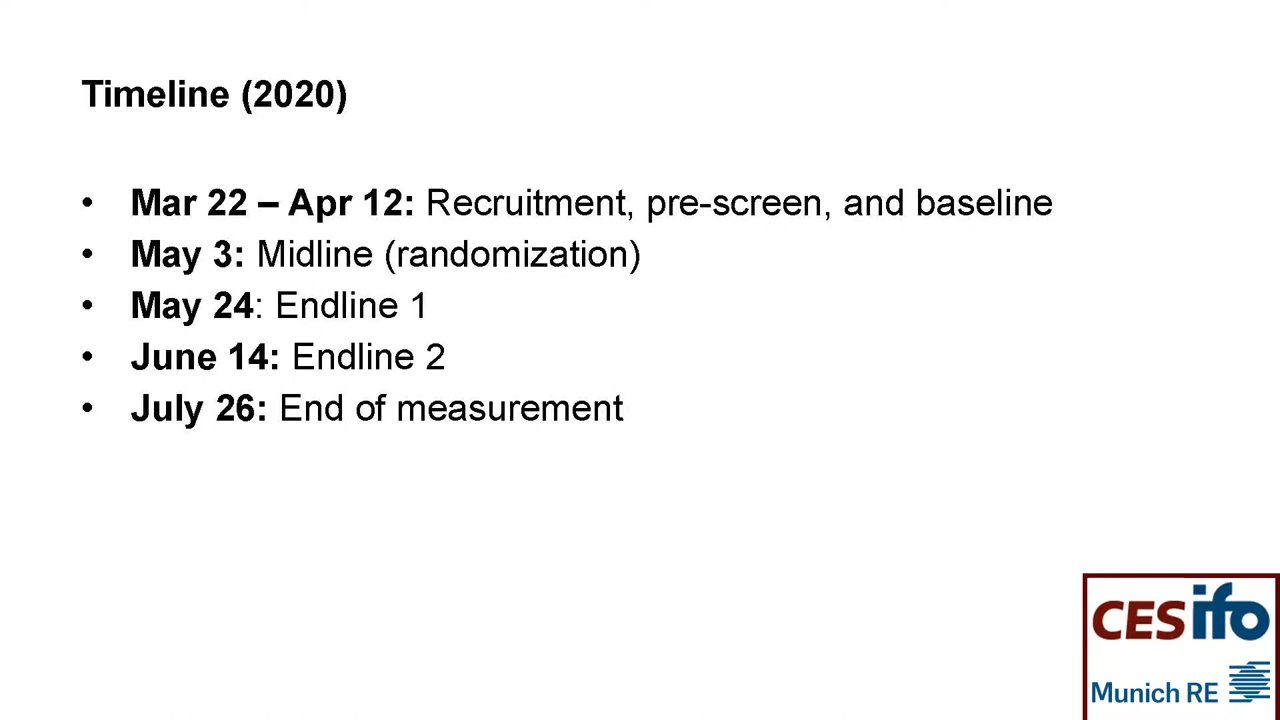 Timeline (2020)
• Mar 22 – Apr 12: Recruitment, pre-screen, and baseline
• May 3: Midline (randomization)
• May 24: Endline 1
• June 14: Endline 2
• July 26: End of measurement
CESifo
Munich RE